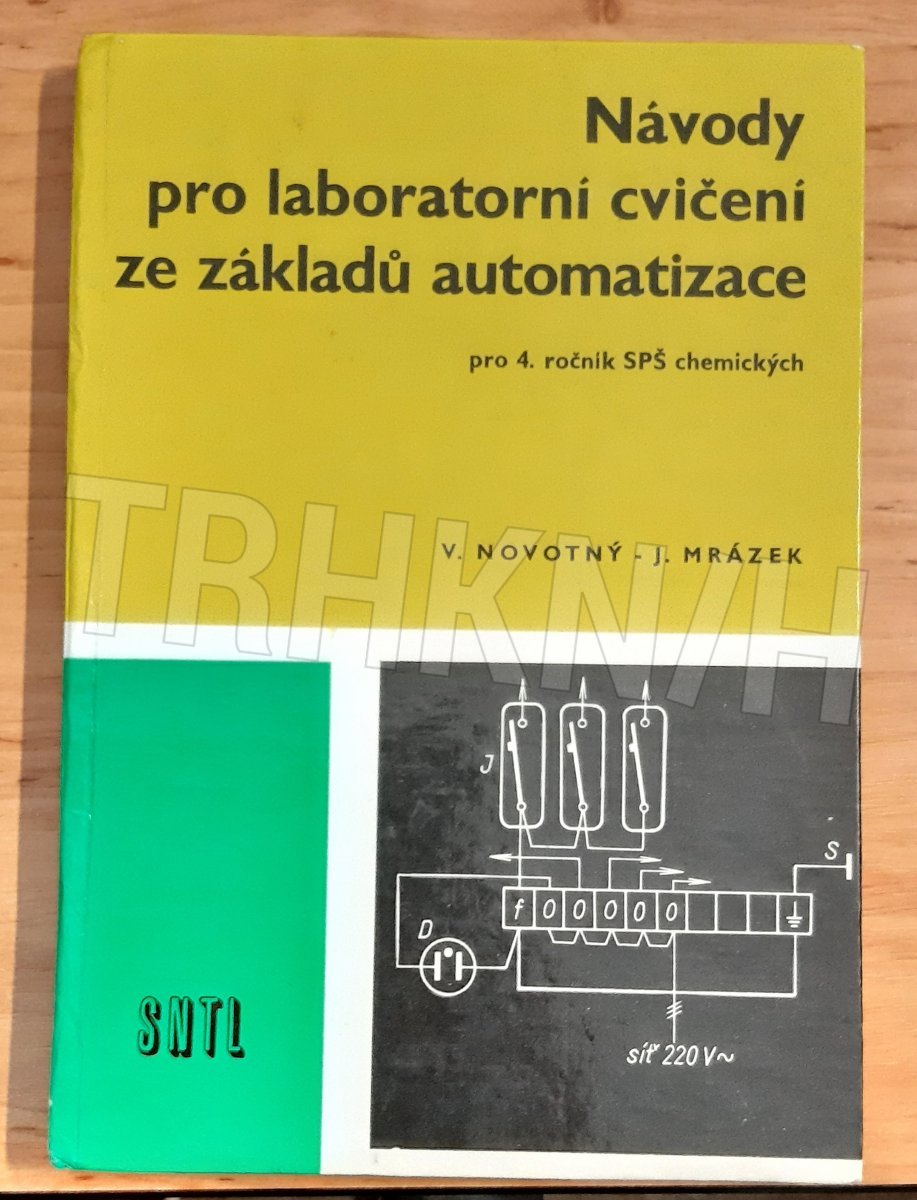 Návody
pro laboratorní cvičení
ze základů automatizace
pro 4. ročník SPŠ chemických
V. NOVOTNÝ - J. MRÁZEK
TRHKNIH
J
S
f 0 0 0 0 0
D
SNTL
síť 220 V~